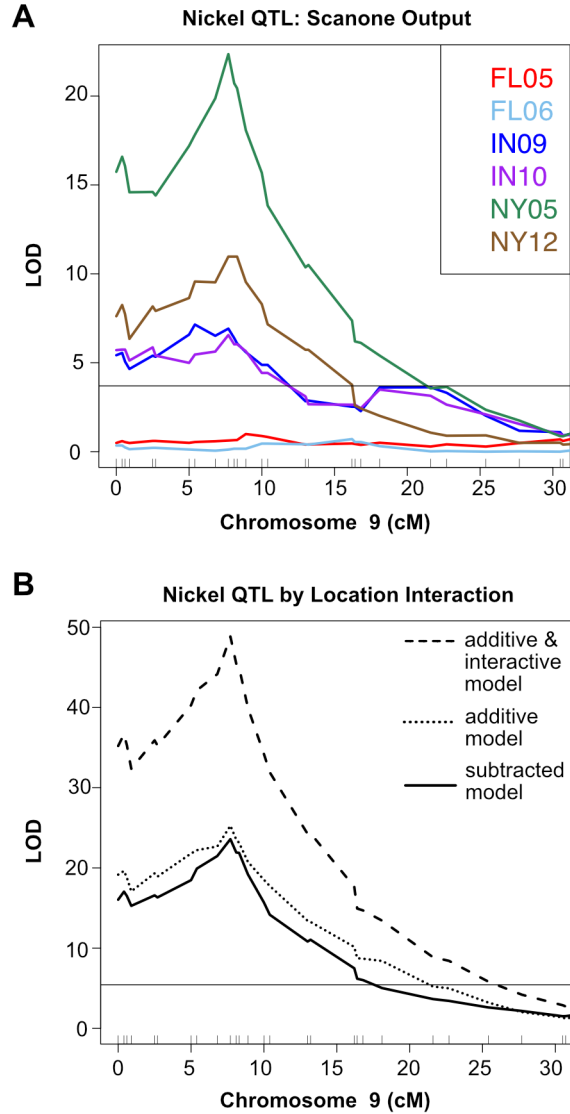 A
Nickel QTL: Scanone Output
LOD
20
15
10
5
0
FL05
FL06
IN09
IN10
NY05
NY12
0 5 10 15 20 25 30
Chromosome 9 (cM)
B
Nickel QTL by Location Interaction
LOD
50
40
30
20
10
0
additive &
interactive
model
additive
model
subtracted
model
0 5 10 15 20 25 30
Chromosome 9 (cM)